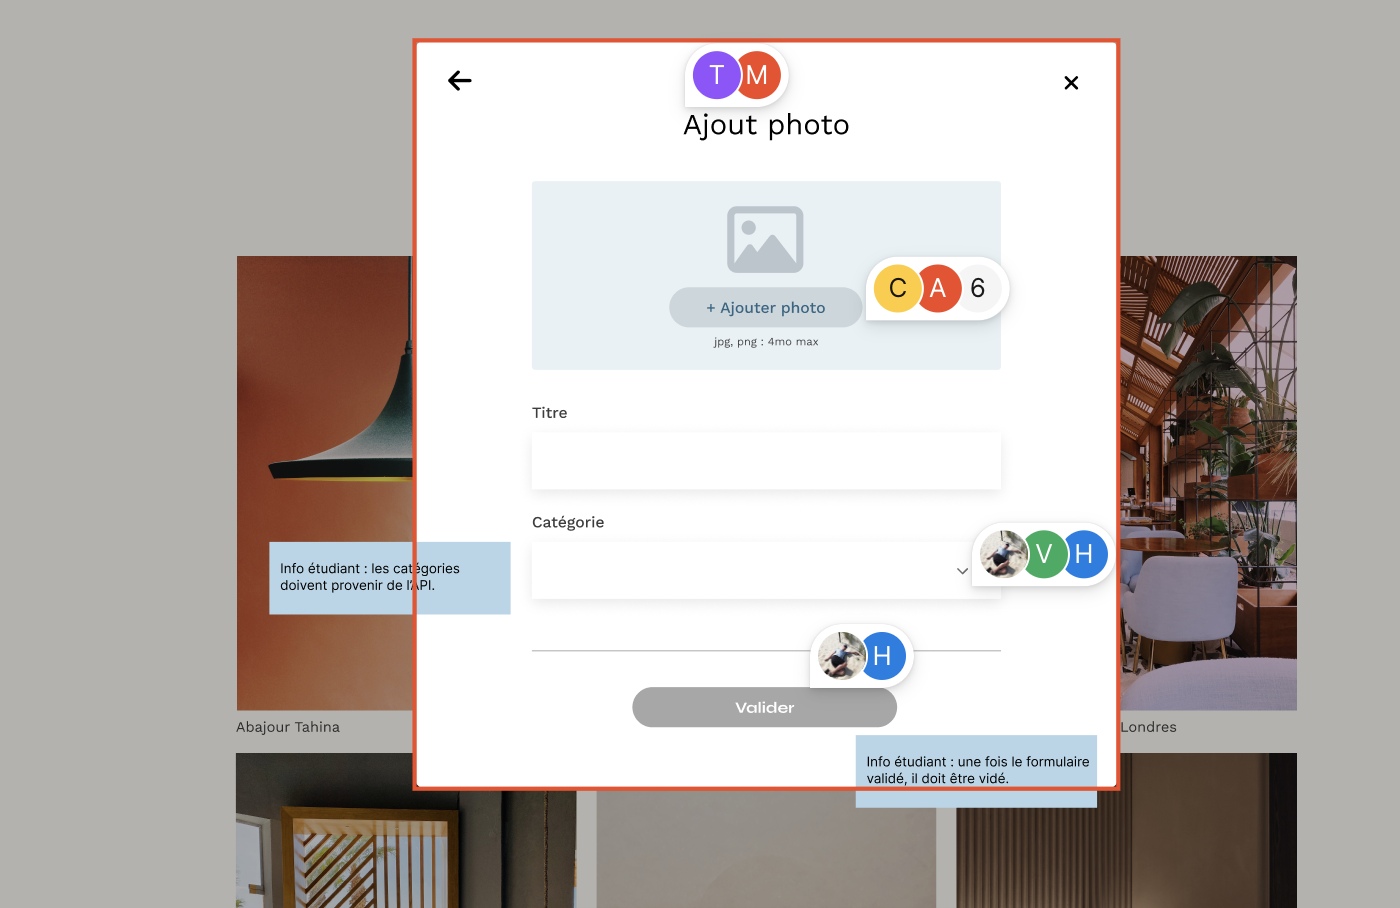 T M
Ajout photo
+ Ajouter photo
C A 6
jpg, png : 4mo max
Titre
Catégorie
V H
Info étudiant : les catégories
doivent provenir de l'API.
H
Valider
Abajour Tahina
Londres
Info étudiant : une fois le formulaire
validé, il doit être vidé.